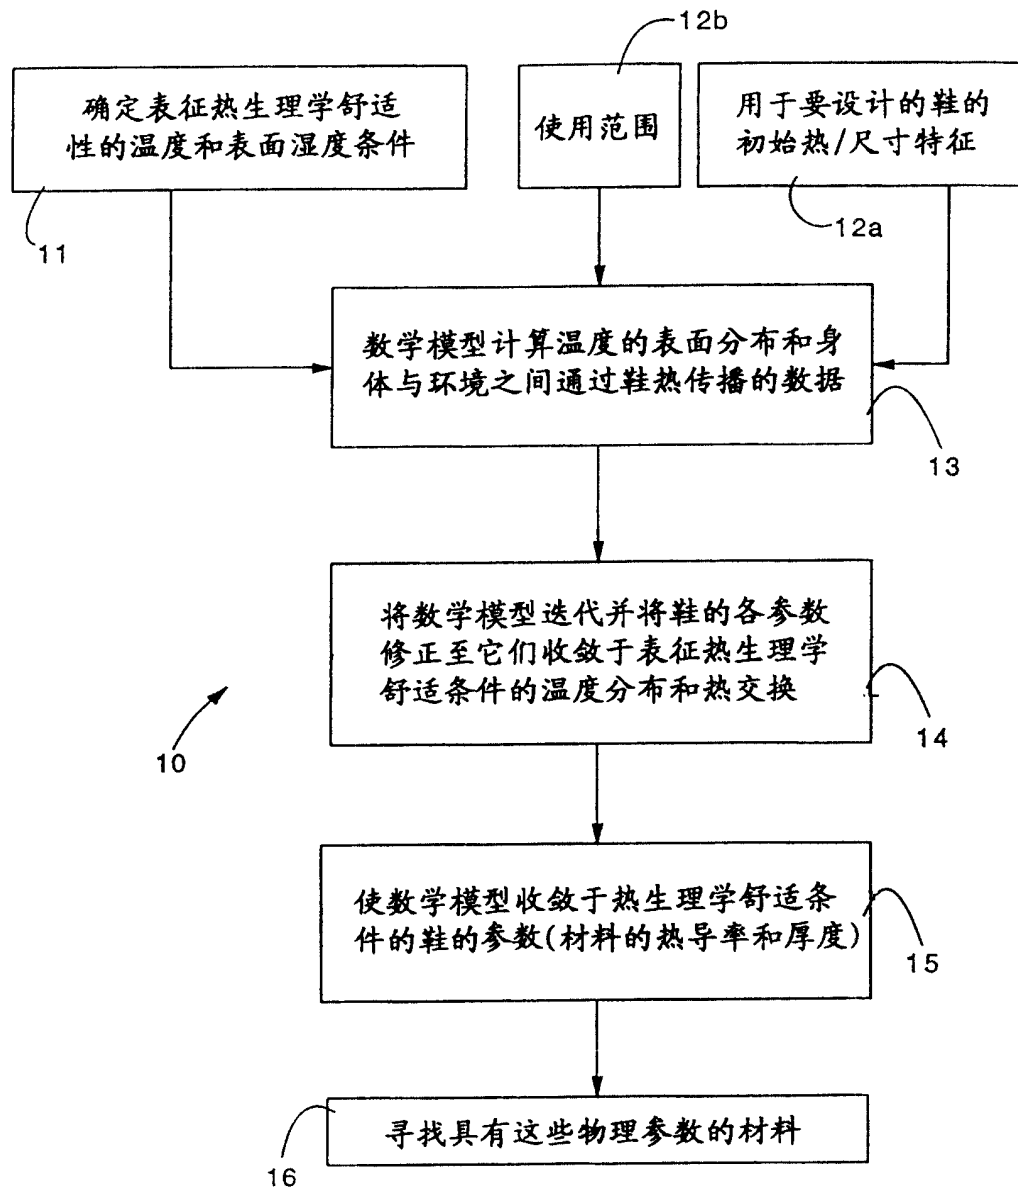 12b
确定表征热生理学舒适
性的温度和表面湿度条件
使用范围
用于要设计的鞋的
初始热/尺寸特征
11
12a
数学模型计算温度的表面分布和身
体与环境之间通过鞋热传播的数据
13
将数学模型迭代并将鞋的各参数
修正至它们收敛于表征热生理学
舒适条件的温度分布和热交换
10
14
使数学模型收敛于热生理学舒适条
件的鞋的参数(材料的热导率和厚度)
15
寻找具有这些物理参数的材料
16